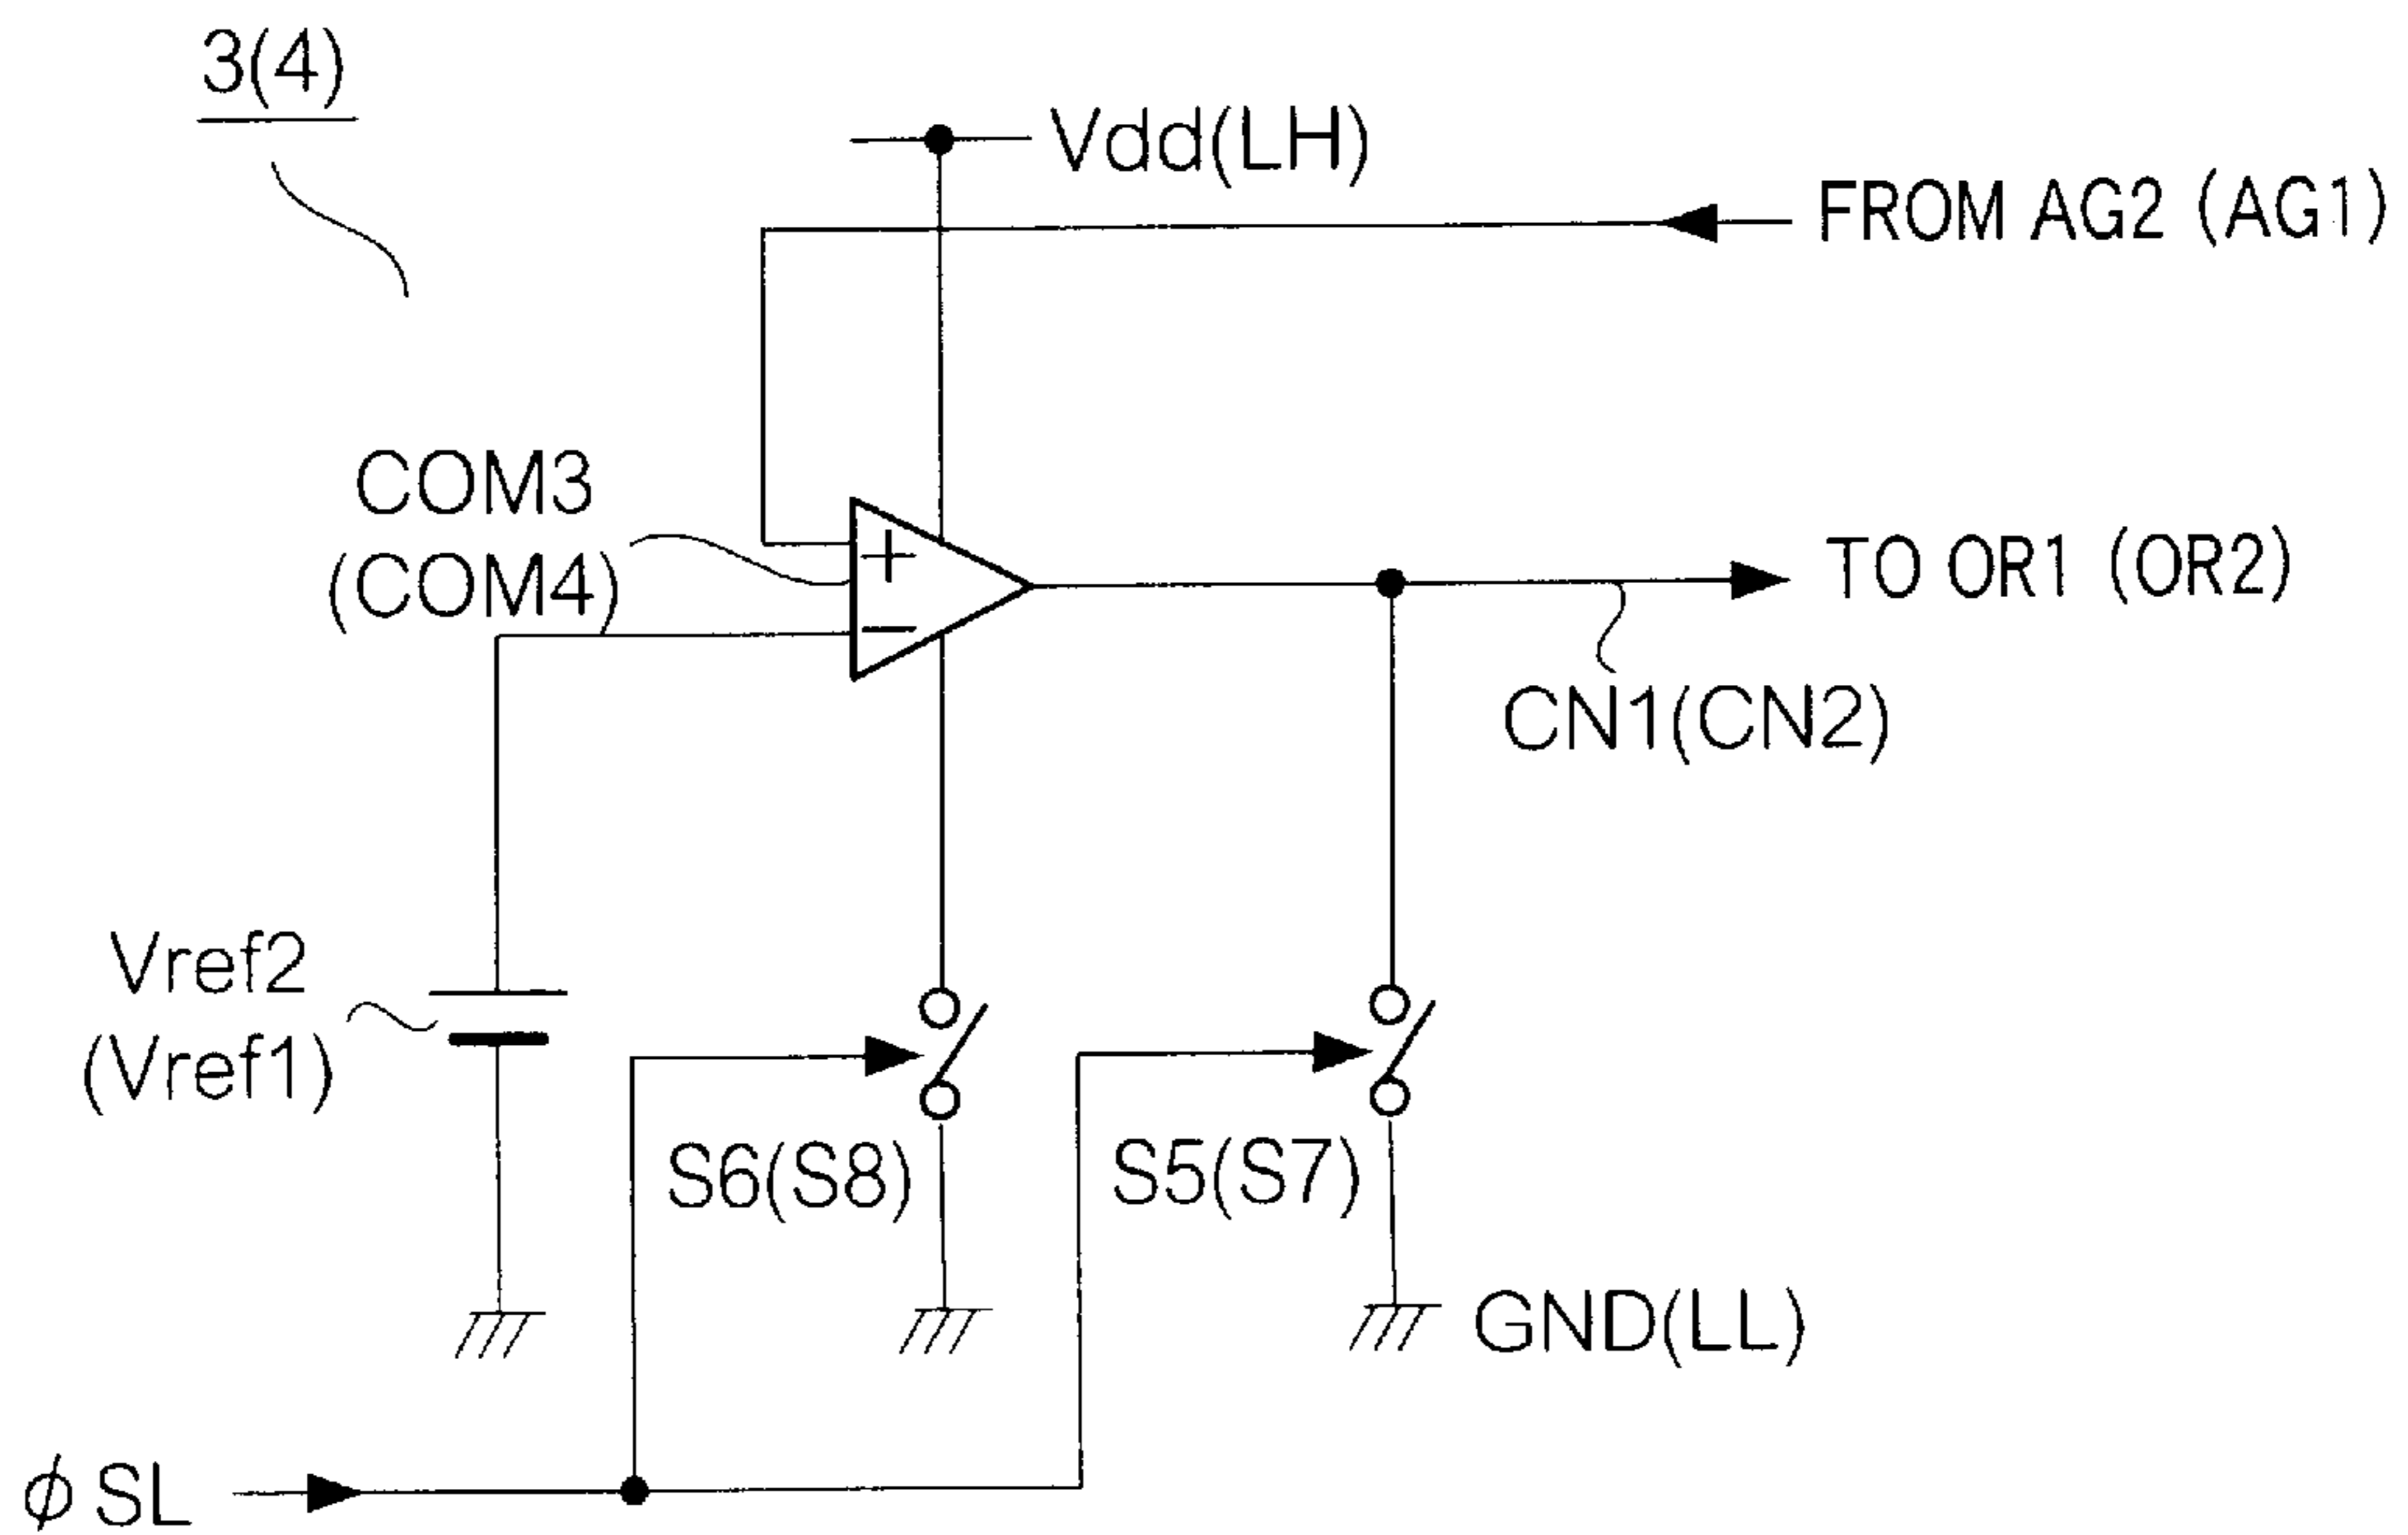 3(4)
Vdd(LH)
FROM AG2 (AG1)
COM3
(COM4)
+
−
TO OR1 (OR2)
CN1(CN2)
Vref2
(Vref1)
S6(S8)
S5(S7)
GND(LL)
ϕ SL